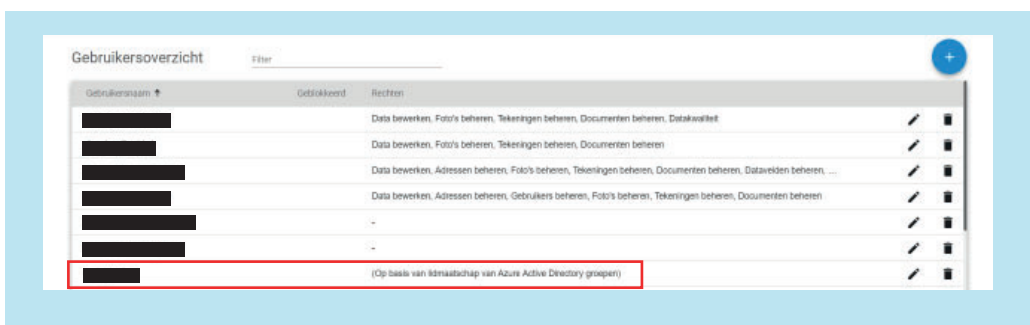 Gebruikersoverzicht Filter +
Gebruikersnaam ↑ Geblokkeerd Rechten
Data bewerken, Foto's beheren, Tekeningen beheren, Documenten beheren, Datakwaliteit
Data bewerken, Foto's beheren, Tekeningen beheren, Documenten beheren
Data bewerken, Adressen beheren, Foto's beheren, Tekeningen beheren, Documenten beheren, Datavelden beheren, ...
Data bewerken, Adressen beheren, Gebruikers beheren, Foto's beheren, Tekeningen beheren, Documenten beheren
-
-
(Op basis van lidmaatschap van Azure Active Directory groepen)